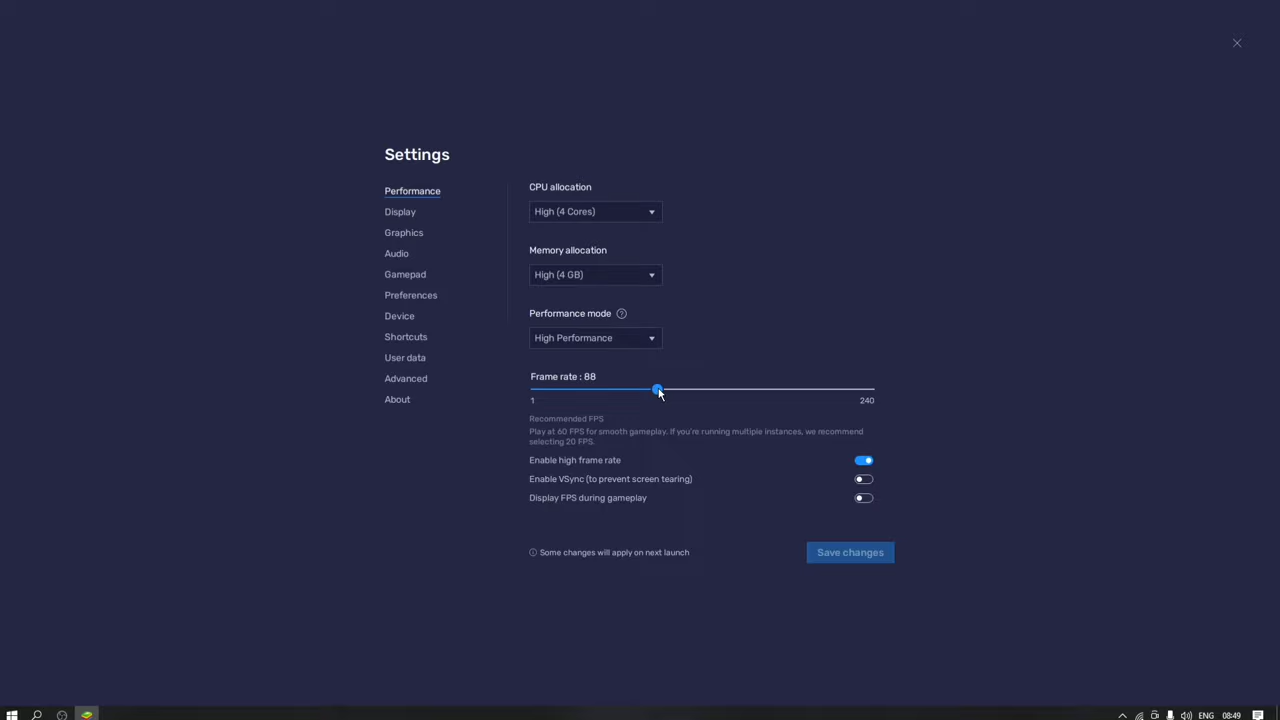 Settings
Performance
Display
Graphics
Audio
Gamepad
Preferences
Device
Shortcuts
User data
Advanced
About
CPU allocation
High (4 Cores)
Memory allocation
High (4 GB)
Performance mode
High Performance
Frame rate : 88
1 240
Recommended FPS
Play at 60 FPS for smooth gameplay. If you're running multiple instances, we recommend
selecting 20 FPS.
Enable high frame rate
Enable VSync (to prevent screen tearing)
Display FPS during gameplay
Some changes will apply on next launch
Save changes
ENG 08:49